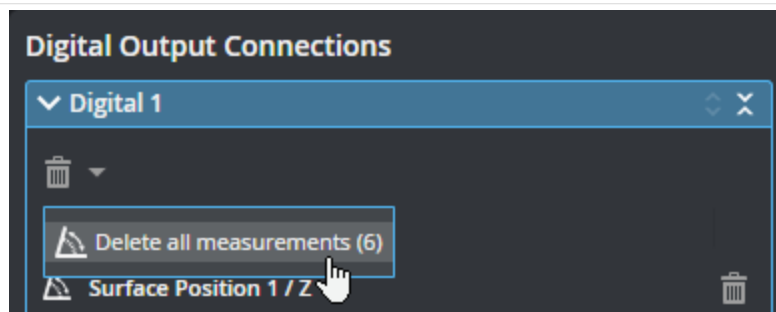 Digital Output Connections
Digital 1
Delete all measurements (6)
Surface Position 1 / Z